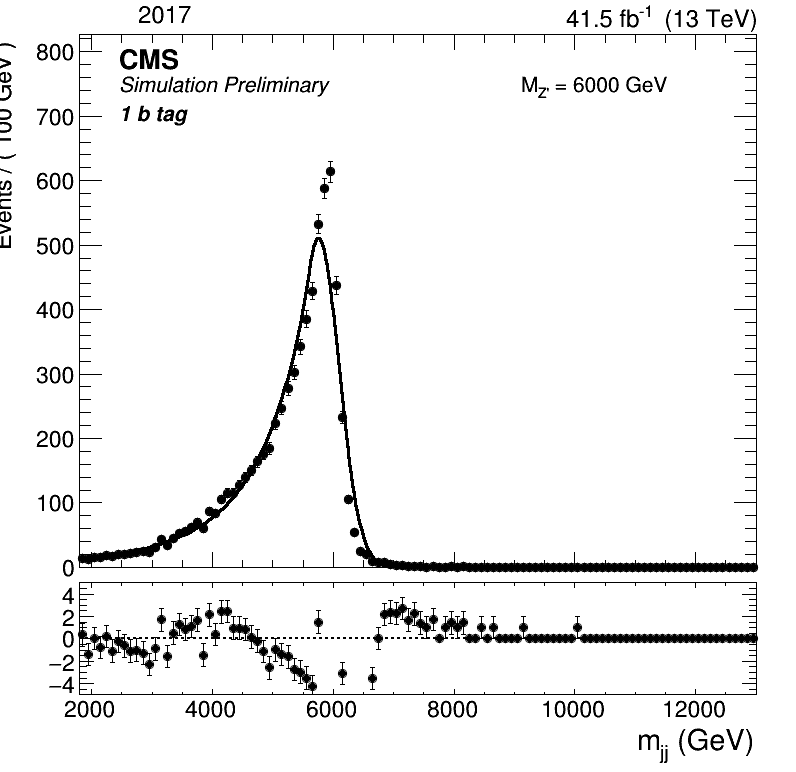 2017
41.5 fb⁻¹ (13 TeV)
CMS
Simulation Preliminary
1 b tag
M_Z' = 6000 GeV
Events / ( 100 GeV )
800
700
600
500
400
300
200
100
0
4
2
0
−2
−4
2000 4000 6000 8000 10000 12000
m_jj (GeV)